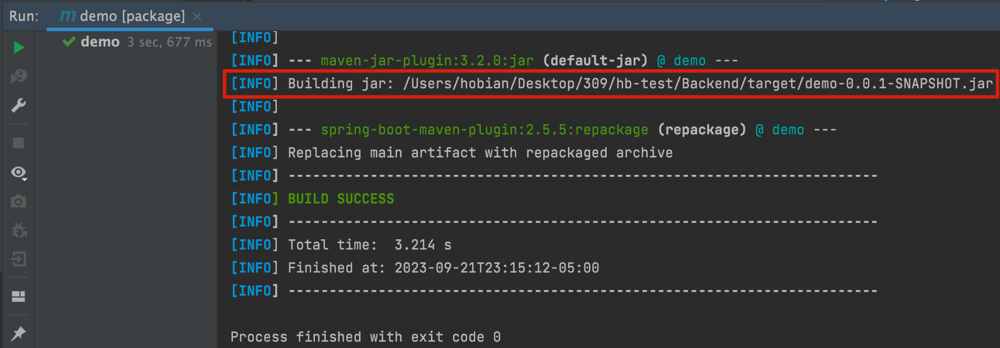 Run: m demo [package] ×
demo 3 sec, 677 ms
[INFO]
[INFO] --- maven-jar-plugin:3.2.0:jar (default-jar) @ demo ---
[INFO] Building jar: /Users/hobian/Desktop/309/hb-test/Backend/target/demo-0.0.1-SNAPSHOT.jar
[INFO]
[INFO] --- spring-boot-maven-plugin:2.5.5:repackage (repackage) @ demo ---
[INFO] Replacing main artifact with repackaged archive
[INFO] ------------------------------------------------------------------------
[INFO] BUILD SUCCESS
[INFO] ------------------------------------------------------------------------
[INFO] Total time:  3.214 s
[INFO] Finished at: 2023-09-21T23:15:12-05:00
[INFO] ------------------------------------------------------------------------
Process finished with exit code 0